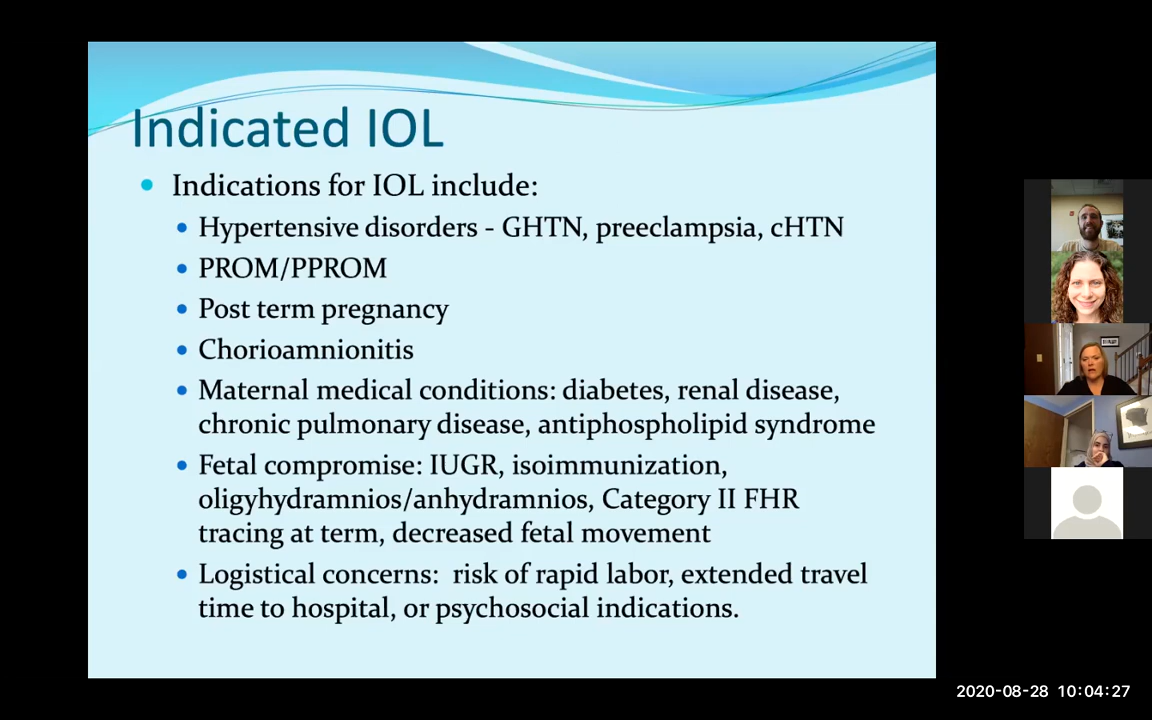 Indicated IOL
Indications for IOL include:
Hypertensive disorders - GHTN, preeclampsia, cHTN
PROM/PPROM
Post term pregnancy
Chorioamnionitis
Maternal medical conditions: diabetes, renal disease,
chronic pulmonary disease, antiphospholipid syndrome
Fetal compromise: IUGR, isoimmunization,
oligyhydramnios/anhydramnios, Category II FHR
tracing at term, decreased fetal movement
Logistical concerns:  risk of rapid labor, extended travel
time to hospital, or psychosocial indications.
2020-08-28 10:04:27